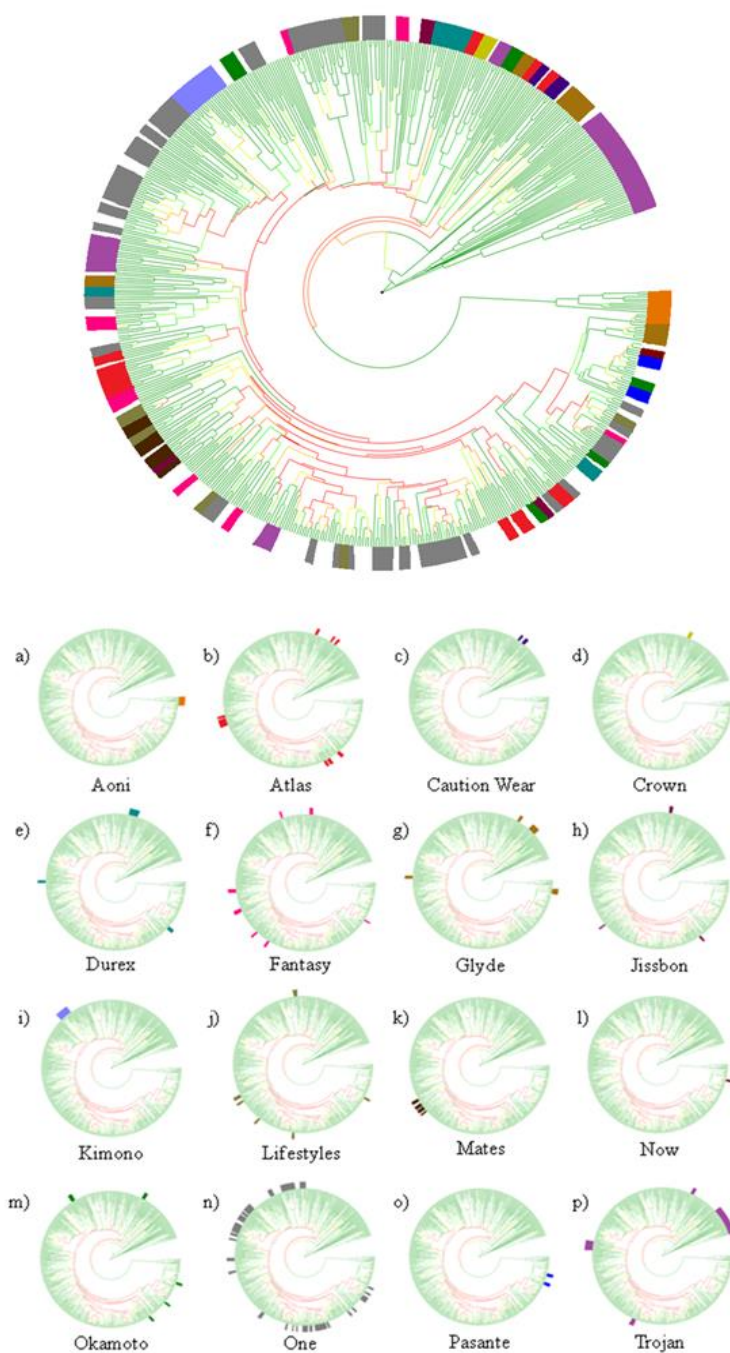 a) b) c) d)
Aoni Atlas Caution Wear Crown
e) f) g) h)
Durex Fantasy Glyde Jissbon
i) j) k) l)
Kimono Lifestyles Mates Now
m) n) o) p)
Okamoto One Pasante Trojan